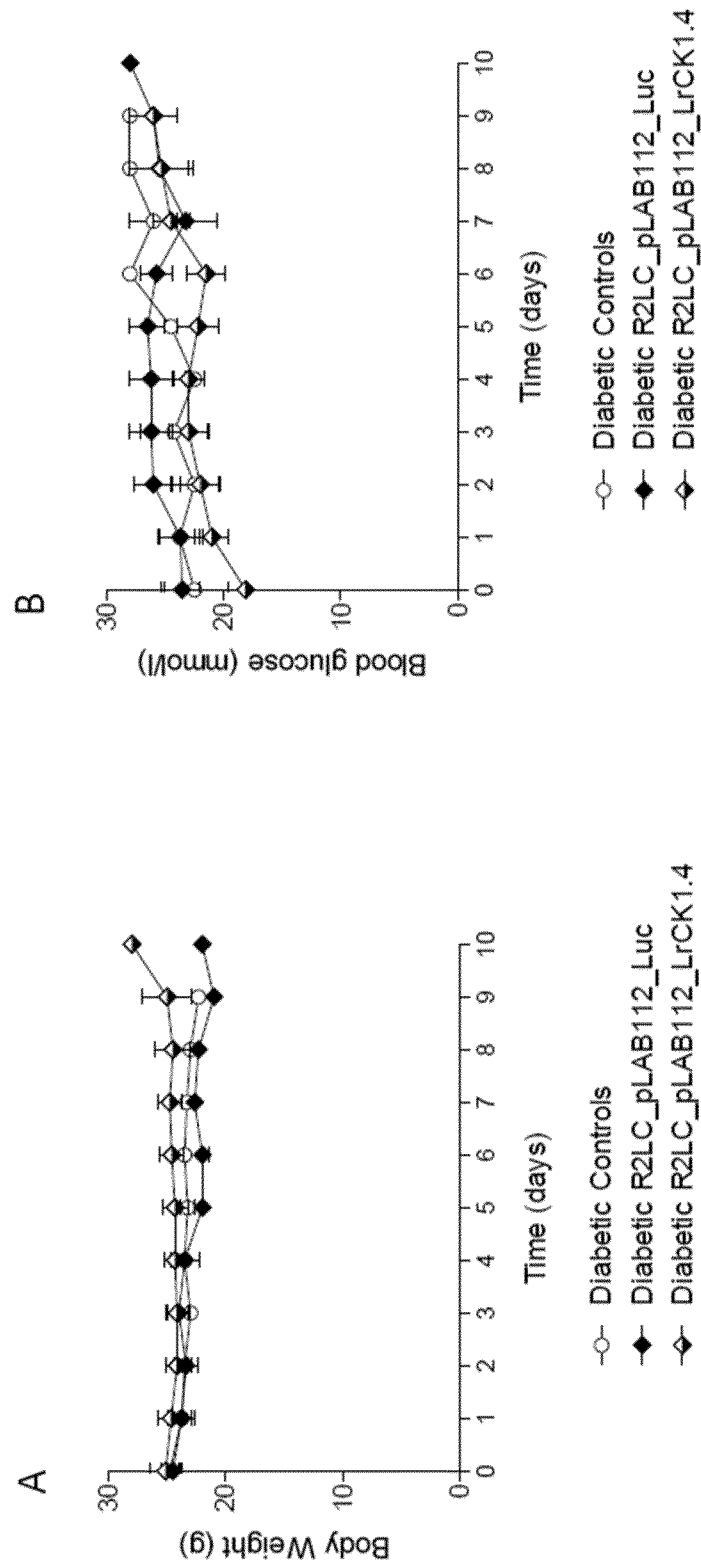 A
Body Weight (g)
30
20
10
0
0 1 2 3 4 5 6 7 8 9 10
Time (days)
Diabetic Controls
Diabetic R2LC_pLAB112_Luc
Diabetic R2LC_pLAB112_LrCK1.4
B
Blood glucose (mmol/l)
30
20
10
0
0 1 2 3 4 5 6 7 8 9 10
Time (days)
Diabetic Controls
Diabetic R2LC_pLAB112_Luc
Diabetic R2LC_pLAB112_LrCK1.4